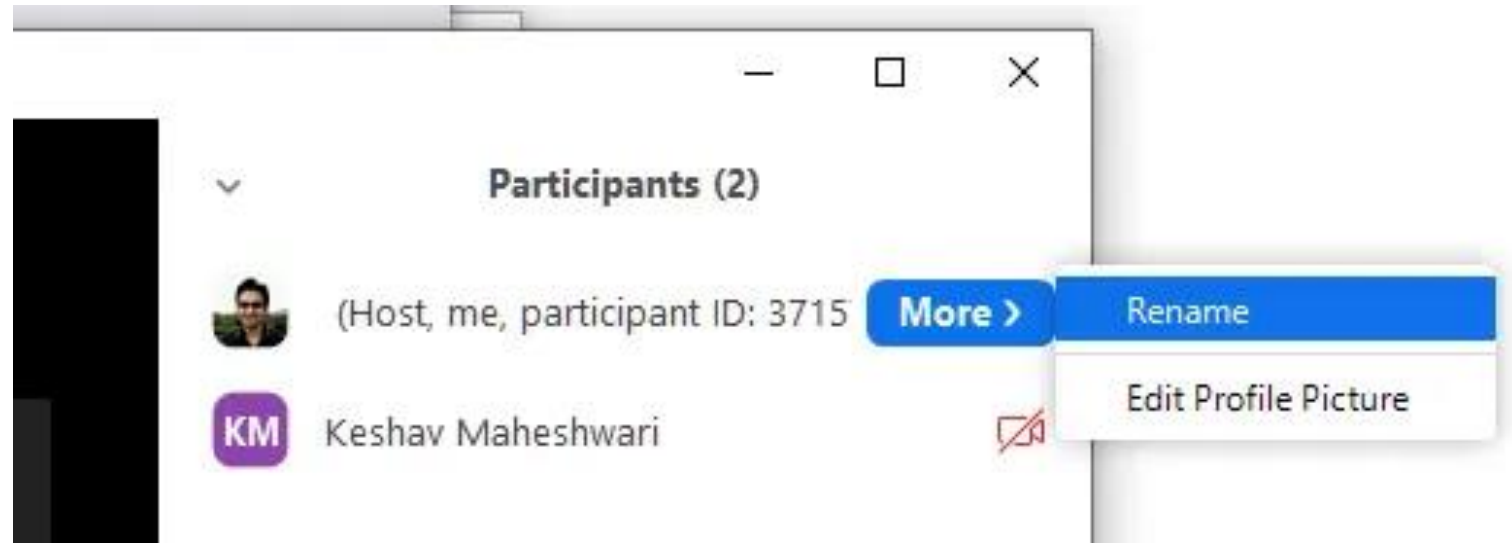 Participants (2)
(Host, me, participant ID: 3715
More >
Rename
Edit Profile Picture
KM
Keshav Maheshwari